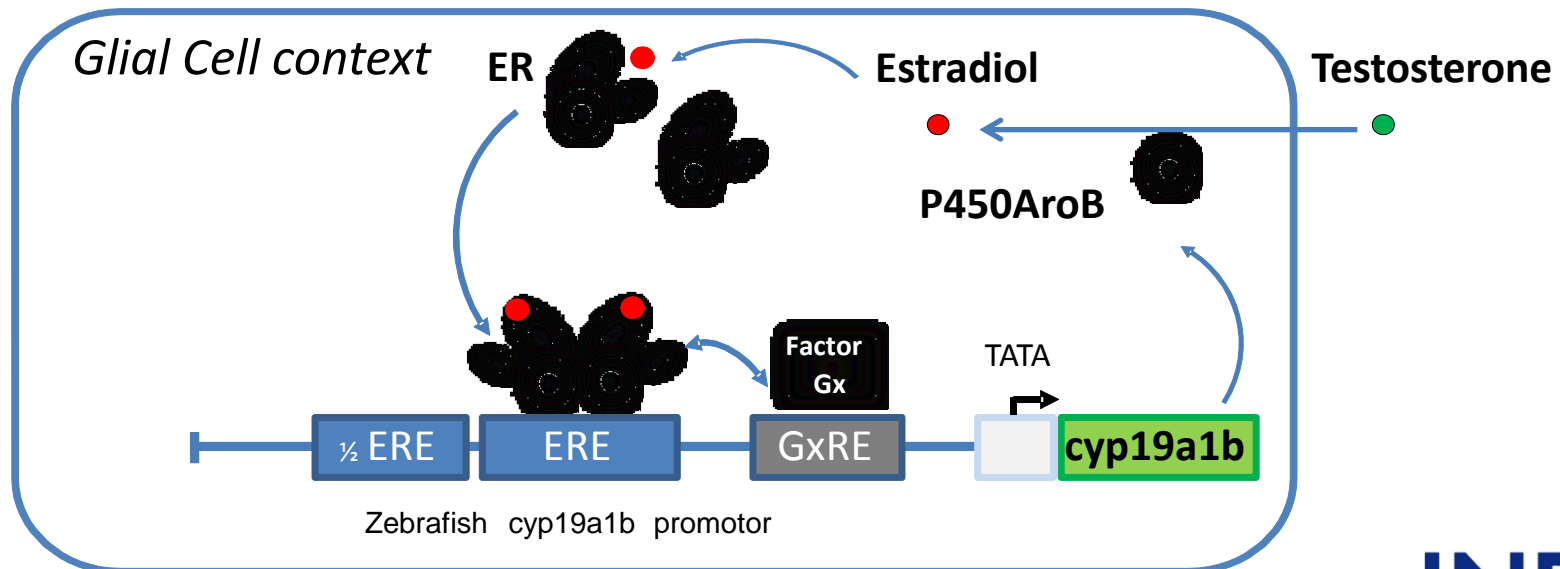 Glial Cell context
ER
Estradiol
Testosterone
P450AroB
Factor
Gx
TATA
½ ERE
ERE
GxRE
cyp19a1b
Zebrafish cyp19a1b promotor